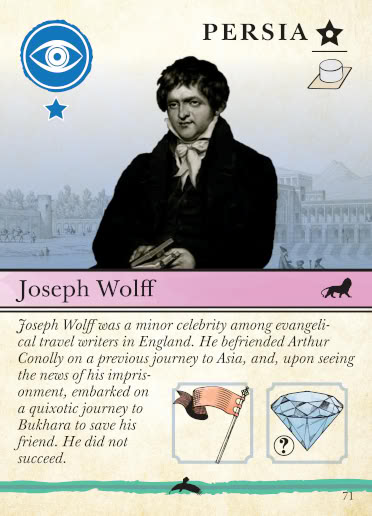 PERSIA
Joseph Wolff
Joseph Wolff was a minor celebrity among evangeli-
cal travel writers in England. He befriended Arthur
Conolly on a previous journey to Asia, and, upon seeing
the news of his impris-
onment, embarked on
a quixotic journey to
Bukhara to save his
friend. He did not
succeed.
?
71